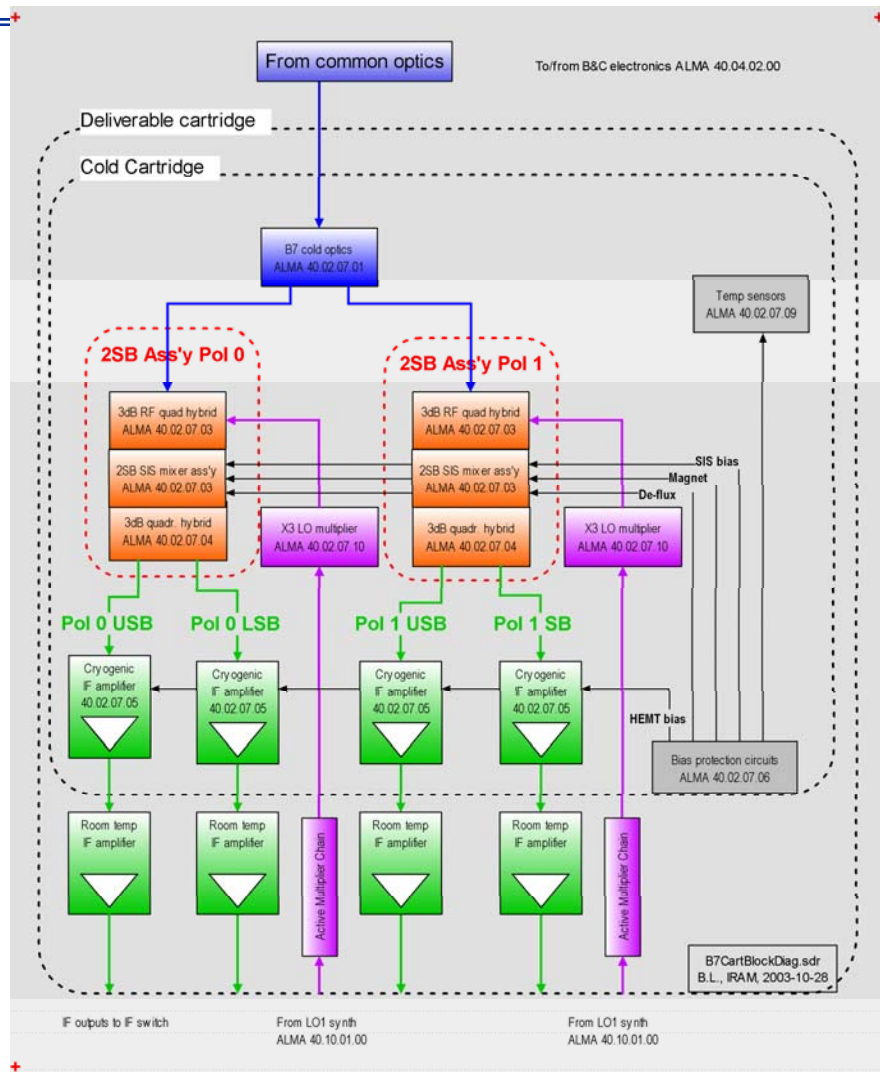 From common optics
To/from B&C electronics ALMA 40.04.02.00
Deliverable cartridge
Cold Cartridge
B7 cold optics
ALMA 40.02.07.01
Temp sensors
ALMA 40.02.07.09
2SB Ass'y Pol 0
2SB Ass'y Pol 1
3dB RF quad hybrid
ALMA 40.02.07.03
3dB RF quad hybrid
ALMA 40.02.07.03
2SB SIS mixer ass'y
ALMA 40.02.07.03
2SB SIS mixer ass'y
ALMA 40.02.07.03
SIS bias
Magnet
De-flux
3dB quadr. hybrid
ALMA 40.02.07.04
X3 LO multiplier
ALMA 40.02.07.10
3dB quadr. hybrid
ALMA 40.02.07.04
X3 LO multiplier
ALMA 40.02.07.10
Pol 0 USB
Pol 0 LSB
Pol 1 USB
Pol 1 SB
Cryogenic
IF amplifier
40.02.07.05
Cryogenic
IF amplifier
40.02.07.05
Cryogenic
IF amplifier
40.02.07.05
Cryogenic
IF amplifier
40.02.07.05
HEMT bias
Bias protection circuits
ALMA 40.02.07.06
Room temp
IF amplifier
Room temp
IF amplifier
Active Multiplier Chain
Room temp
IF amplifier
Room temp
IF amplifier
Active Multiplier Chain
B7CartBlockDiag.sdr
B.L., IRAM, 2003-10-28
IF outputs to IF switch
From LO1 synth
ALMA 40.10.01.00
From LO1 synth
ALMA 40.10.01.00